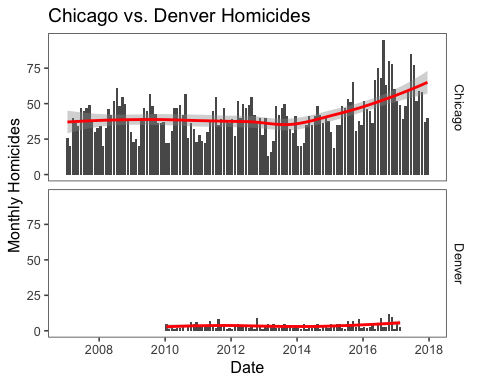 Chicago vs. Denver Homicides
Monthly Homicides
75
50
25
0
Chicago
75
50
25
0
Denver
2008 2010 2012 2014 2016 2018
Date